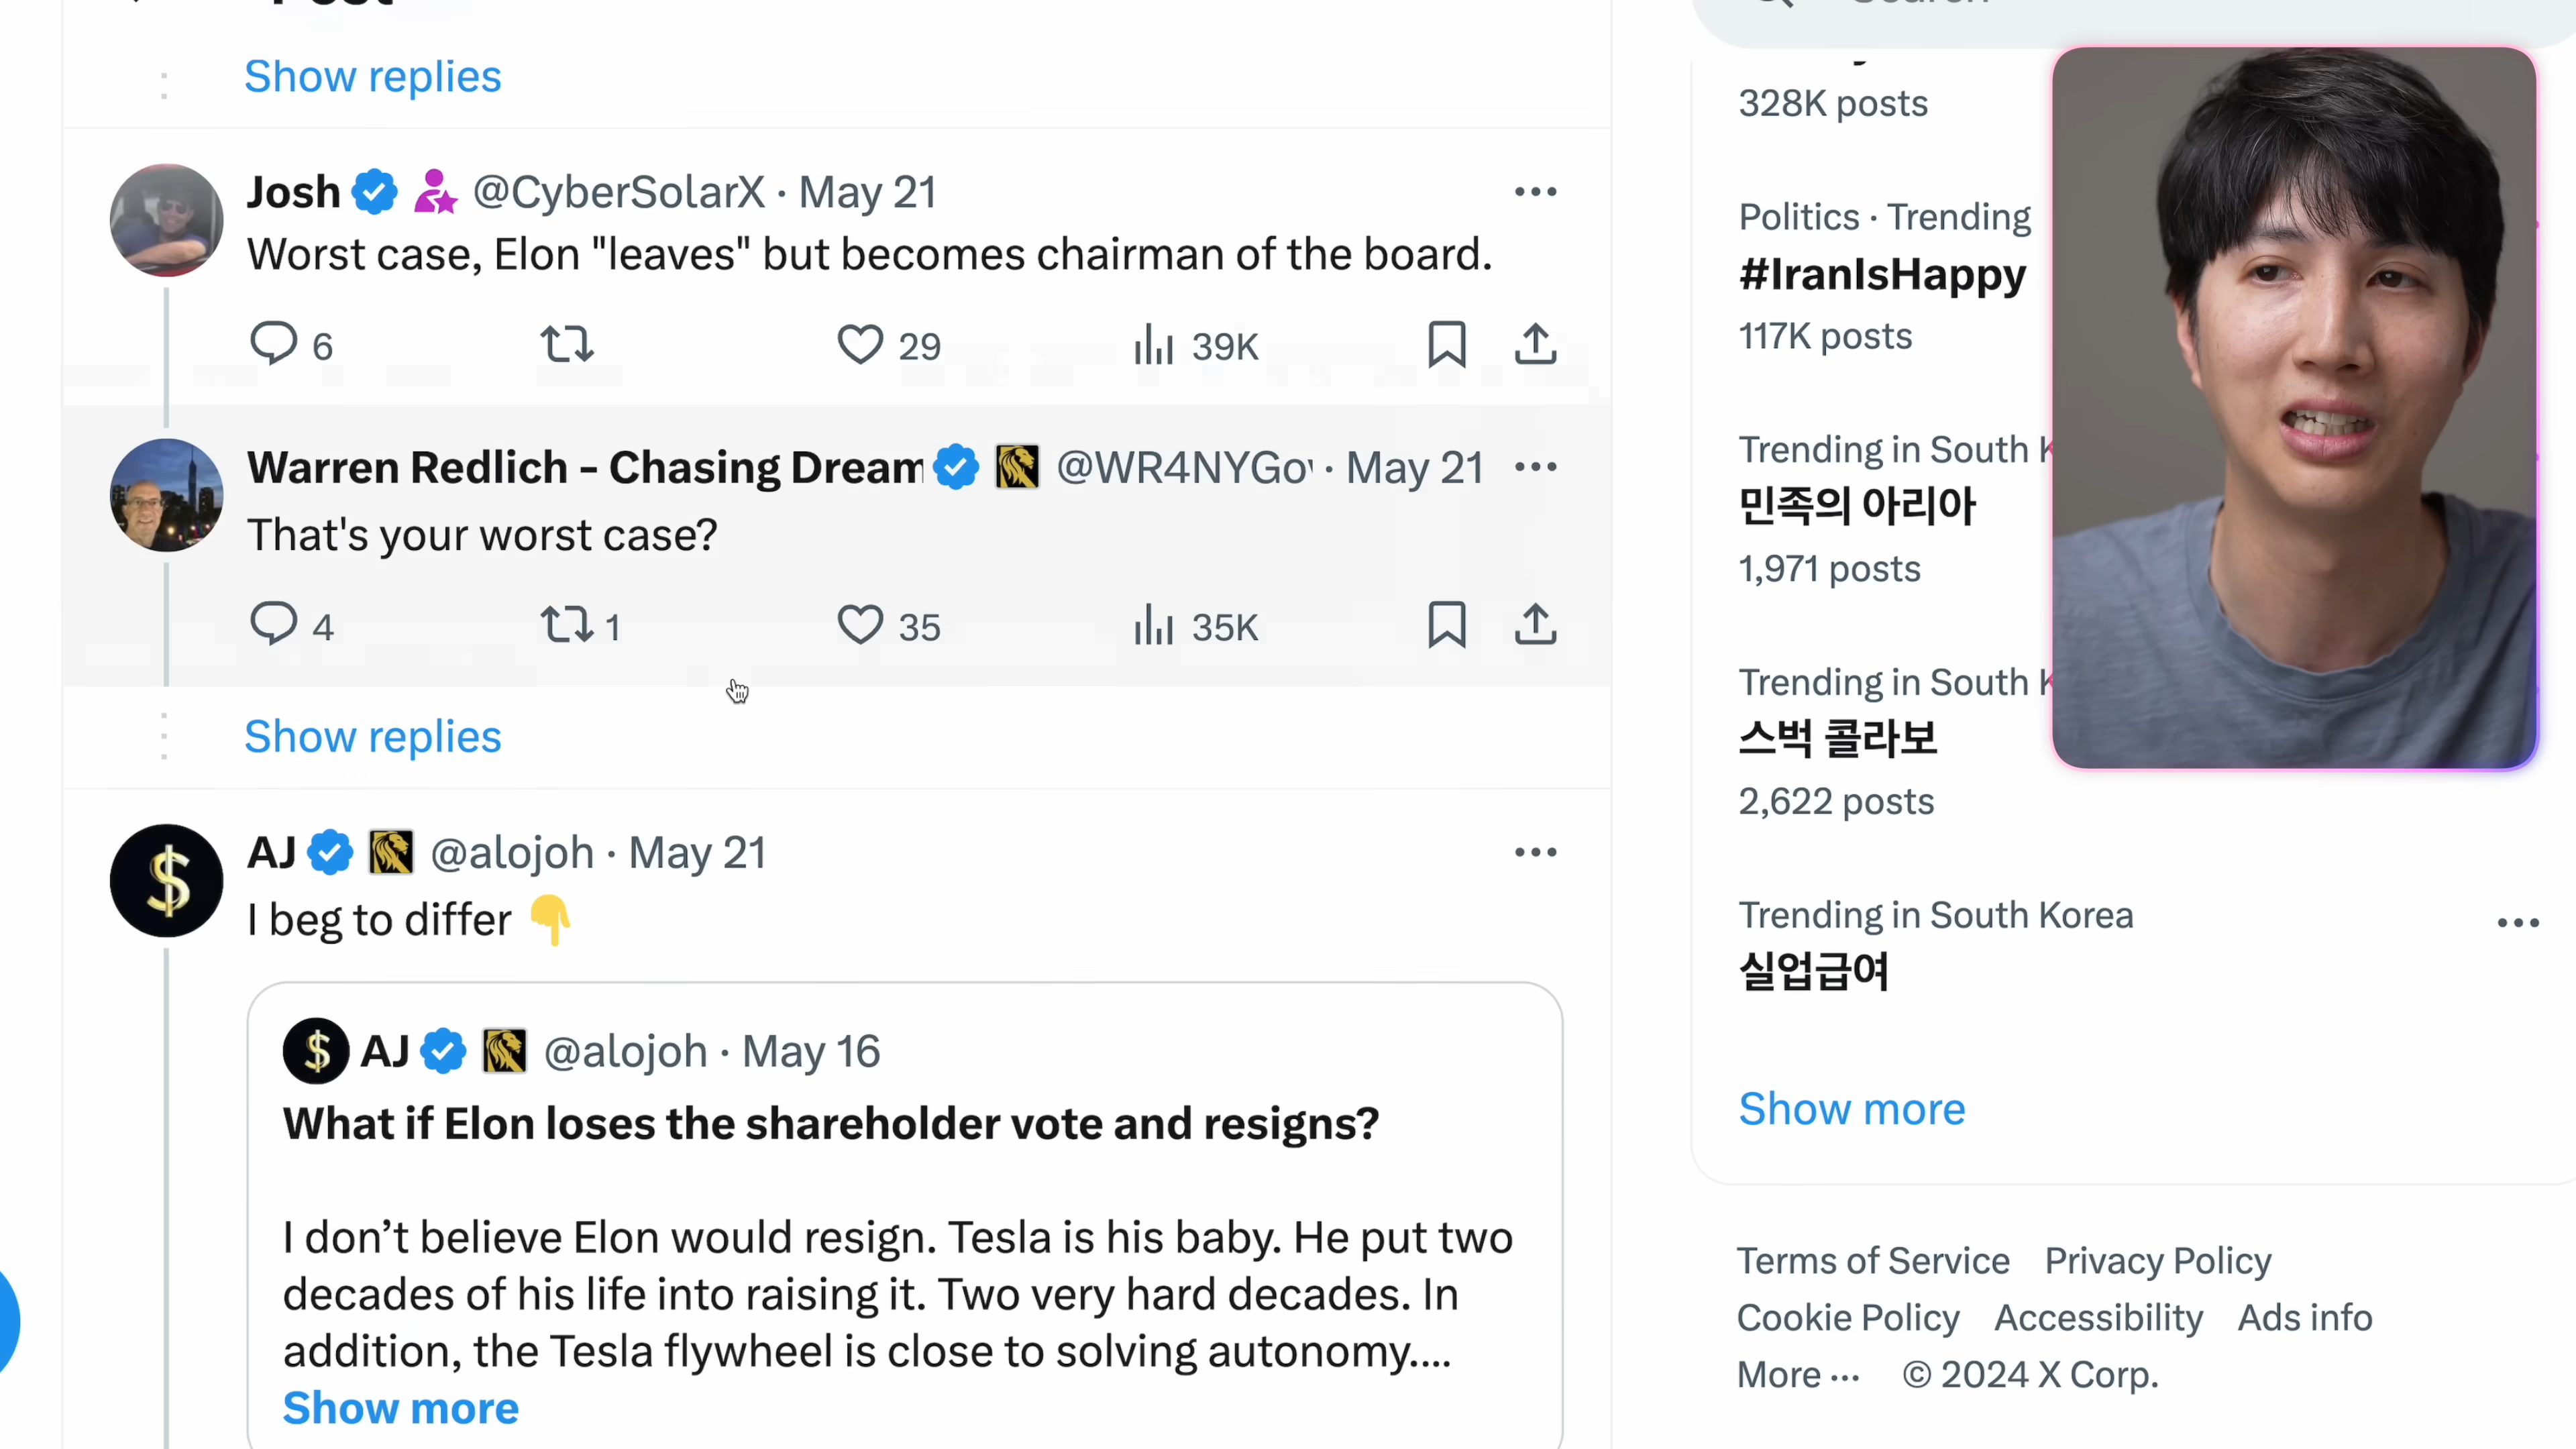 Post
Show replies
Josh @CyberSolarX · May 21
Worst case, Elon "leaves" but becomes chairman of the board.
6 29 39K
Warren Redlich - Chasing Dream @WR4NYGov · May 21
That's your worst case?
4 1 35 35K
Show replies
AJ @alojoh · May 21
I beg to differ 👇
AJ @alojoh · May 16
What if Elon loses the shareholder vote and resigns?
I don’t believe Elon would resign. Tesla is his baby. He put two
decades of his life into raising it. Two very hard decades. In
addition, the Tesla flywheel is close to solving autonomy....
Show more
Search
328K posts
Politics · Trending
#IranIsHappy
117K posts
Trending in South K
민족의 아리아
1,971 posts
Trending in South K
스벅 콜라보
2,622 posts
Trending in South Korea
실업급여
Show more
Terms of Service Privacy Policy
Cookie Policy Accessibility Ads info
More ··· © 2024 X Corp.